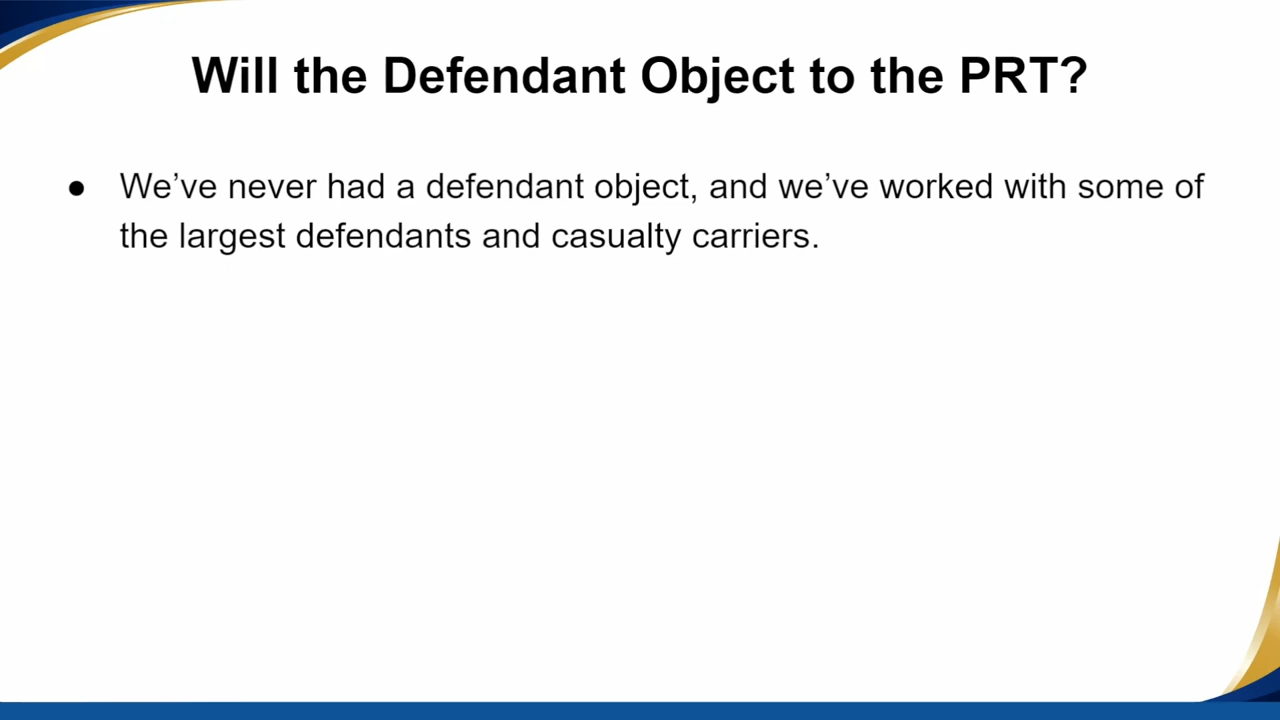 Will the Defendant Object to the PRT?
● We’ve never had a defendant object, and we’ve worked with some of
the largest defendants and casualty carriers.